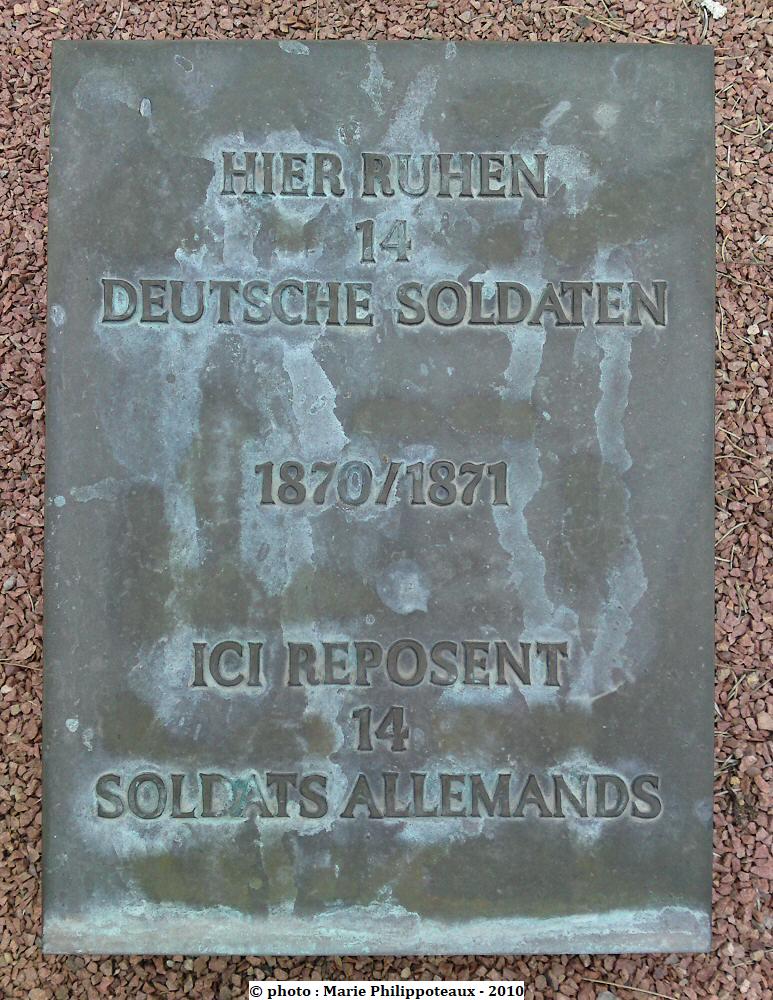 HIER RUHEN
14
DEUTSCHE SOLDATEN
1870/1871
ICI REPOSENT
14
SOLDATS ALLEMANDS
© photo : Marie Philippoteaux - 2010